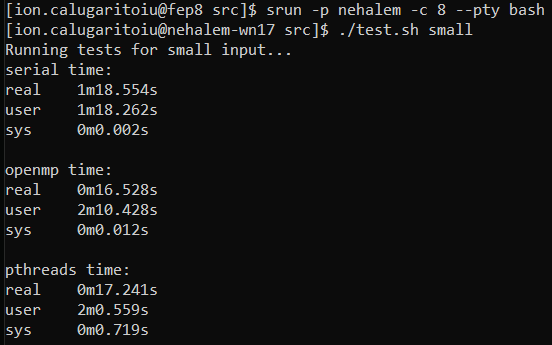 [ion.calugaritoiu@fep8 src]$ srun -p nehalem -c 8 --pty bash
[ion.calugaritoiu@nehalem-wn17 src]$ ./test.sh small
Running tests for small input...
serial time:
real    1m18.554s
user    1m18.262s
sys     0m0.002s

openmp time:
real    0m16.528s
user    2m10.428s
sys     0m0.012s

pthreads time:
real    0m17.241s
user    2m0.559s
sys     0m0.719s